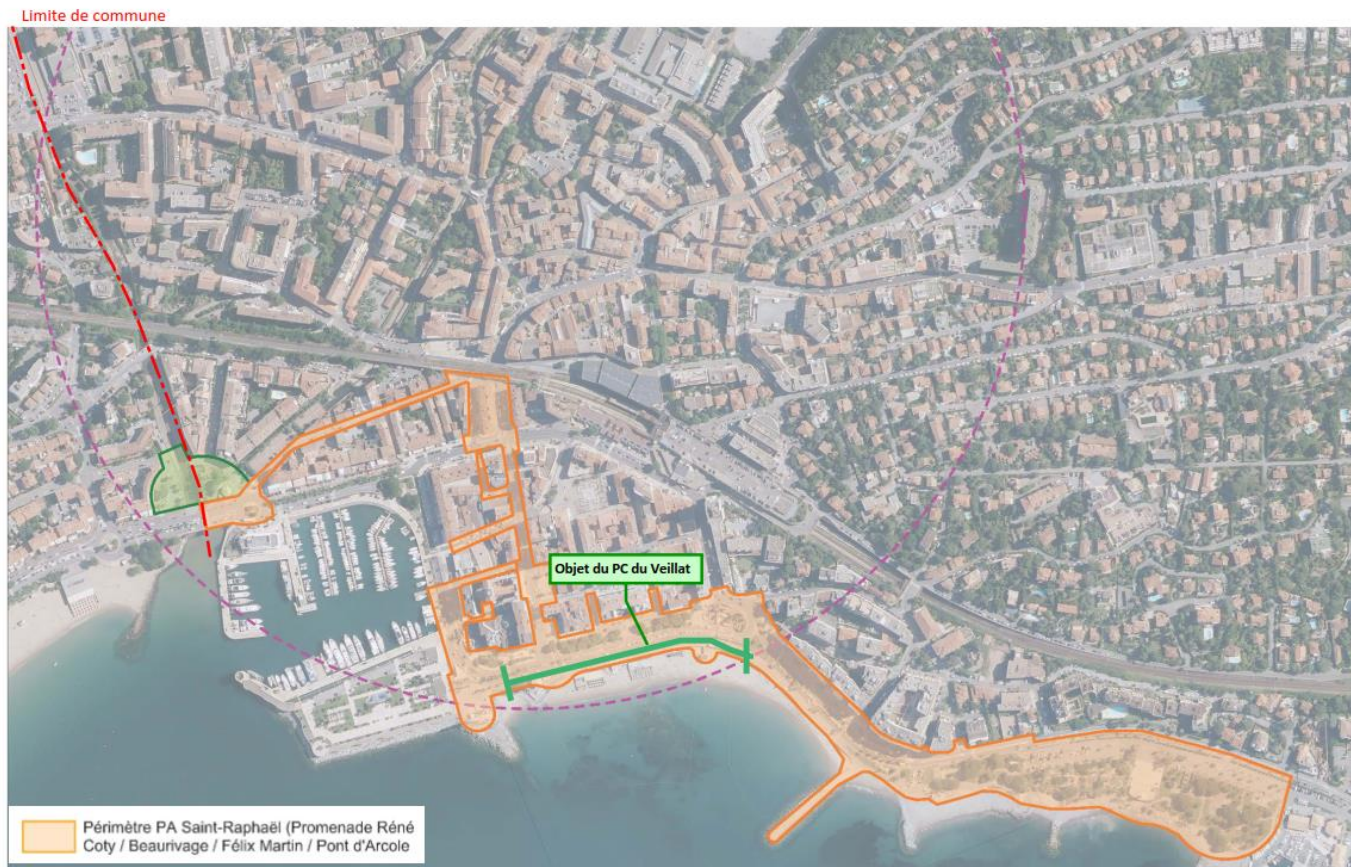 Limite de commune
Objet du PC du Veillat
Périmètre PA Saint-Raphaël (Promenade Réné
Coty / Beaurivage / Félix Martin / Pont d'Arcole